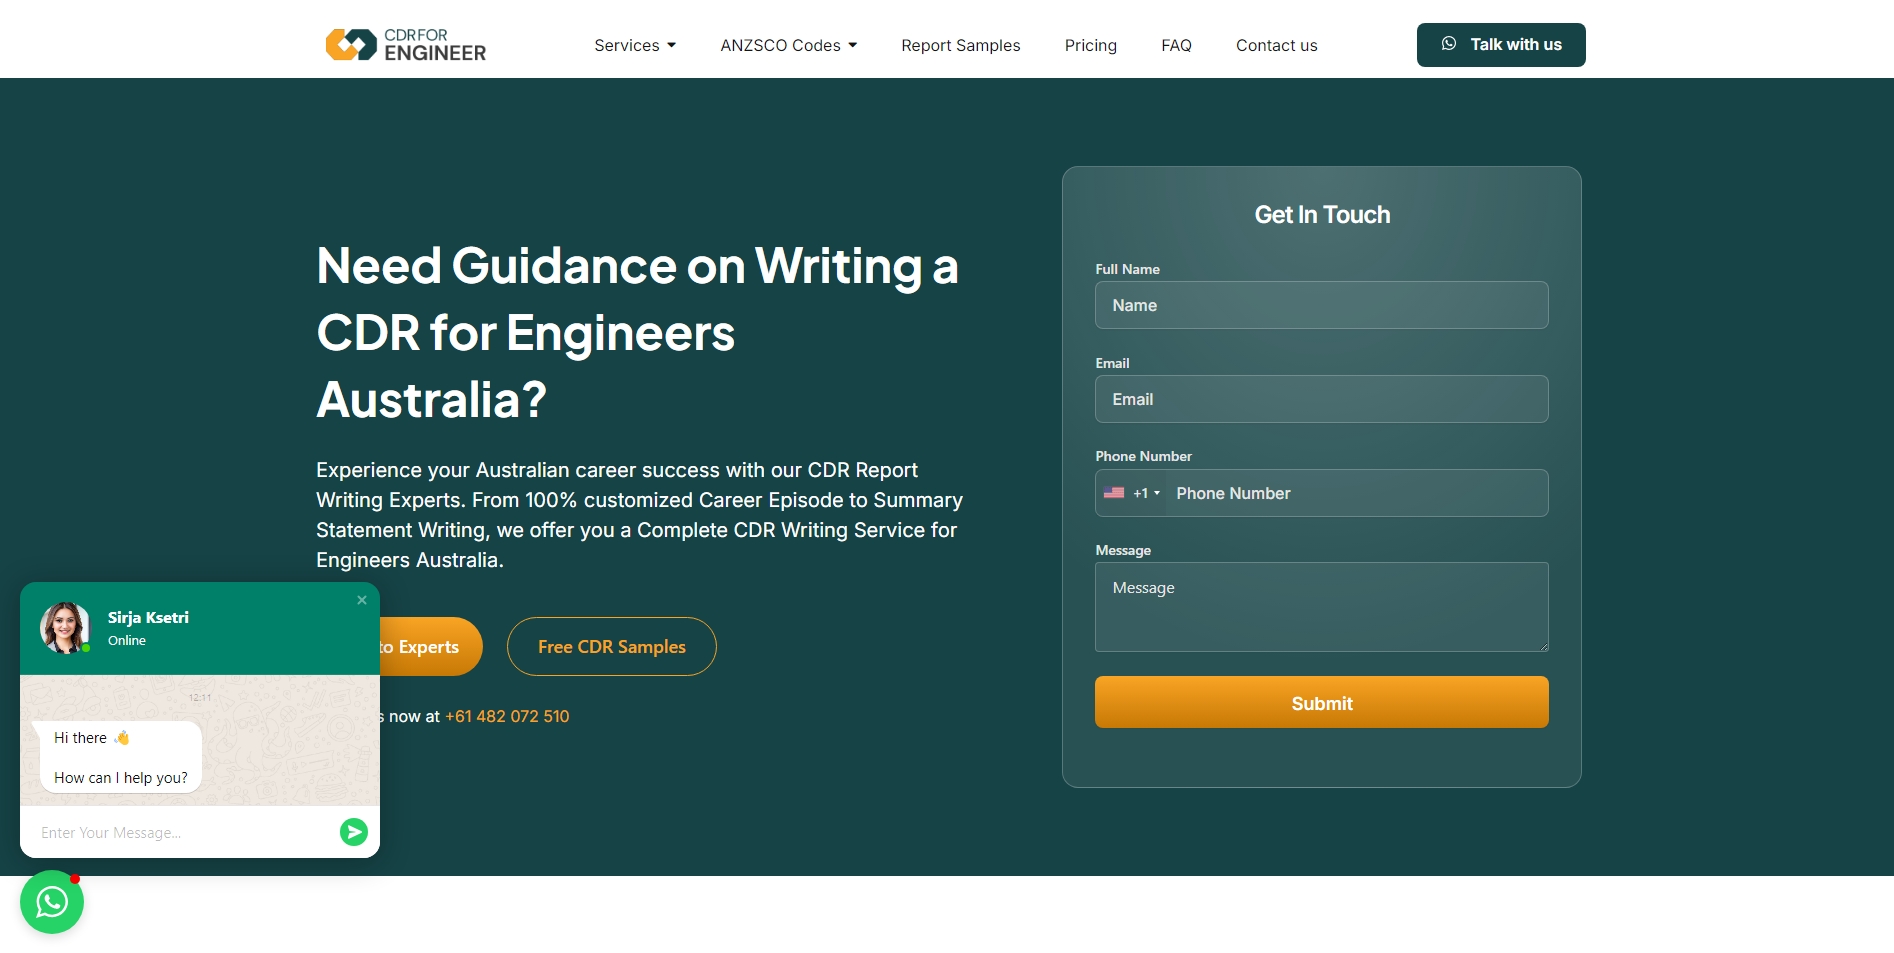 CDR FOR
ENGINEER
Services
ANZSCO Codes
Report Samples
Pricing
FAQ
Contact us
Talk with us
Need Guidance on Writing a
CDR for Engineers
Australia?
Experience your Australian career success with our CDR Report
Writing Experts. From 100% customized Career Episode to Summary
Statement Writing, we offer you a Complete CDR Writing Service for
Engineers Australia.
to Experts
Free CDR Samples
now at +61 482 072 510
Get In Touch
Full Name
Name
Email
Email
Phone Number
+1
Phone Number
Message
Message
Submit
Sirja Ksetri
Online
12:11
Hi there 👋
How can I help you?
Enter Your Message...